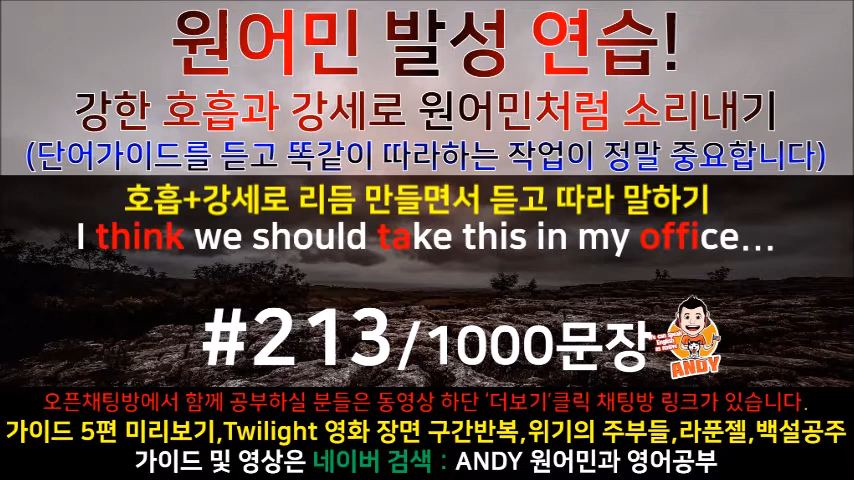 원어민 발성 연습!
강한 호흡과 강세로 원어민처럼 소리내기
(단어가이드를 듣고 똑같이 따라하는 작업이 정말 중요합니다)
호흡+강세로 리듬 만들면서 듣고 따라 말하기
I think we should take this in my office...
#213/1000문장
ANDY
오픈채팅방에서 함께 공부하실 분들은 동영상 하단 '더보기'클릭 채팅방 링크가 있습니다.
가이드 5편 미리보기,Twilight 영화 장면 구간반복,위기의 주부들,라푼젤,백설공주
가이드 및 영상은 네이버 검색 : ANDY 원어민과 영어공부